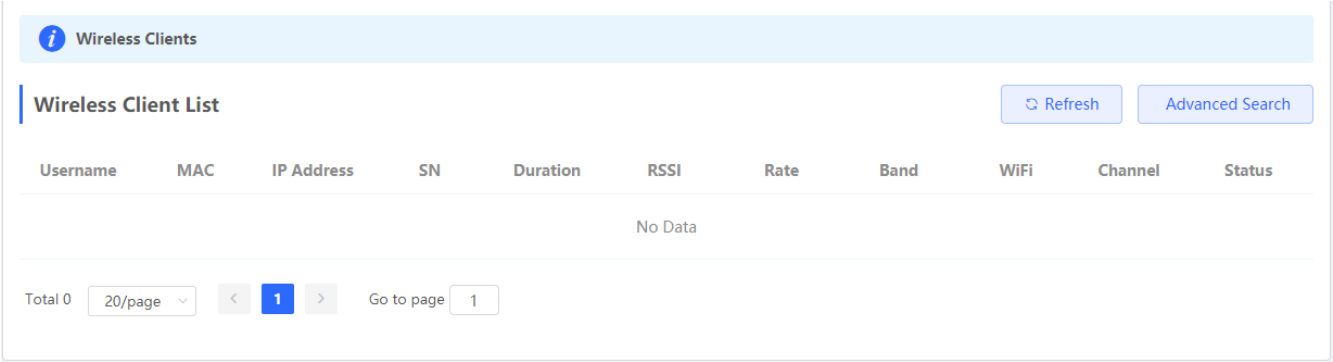 Wireless Clients
Wireless Client List
Refresh
Advanced Search
Username MAC IP Address SN Duration RSSI Rate Band WiFi Channel Status
No Data
Total 0 20/page < 1 > Go to page 1